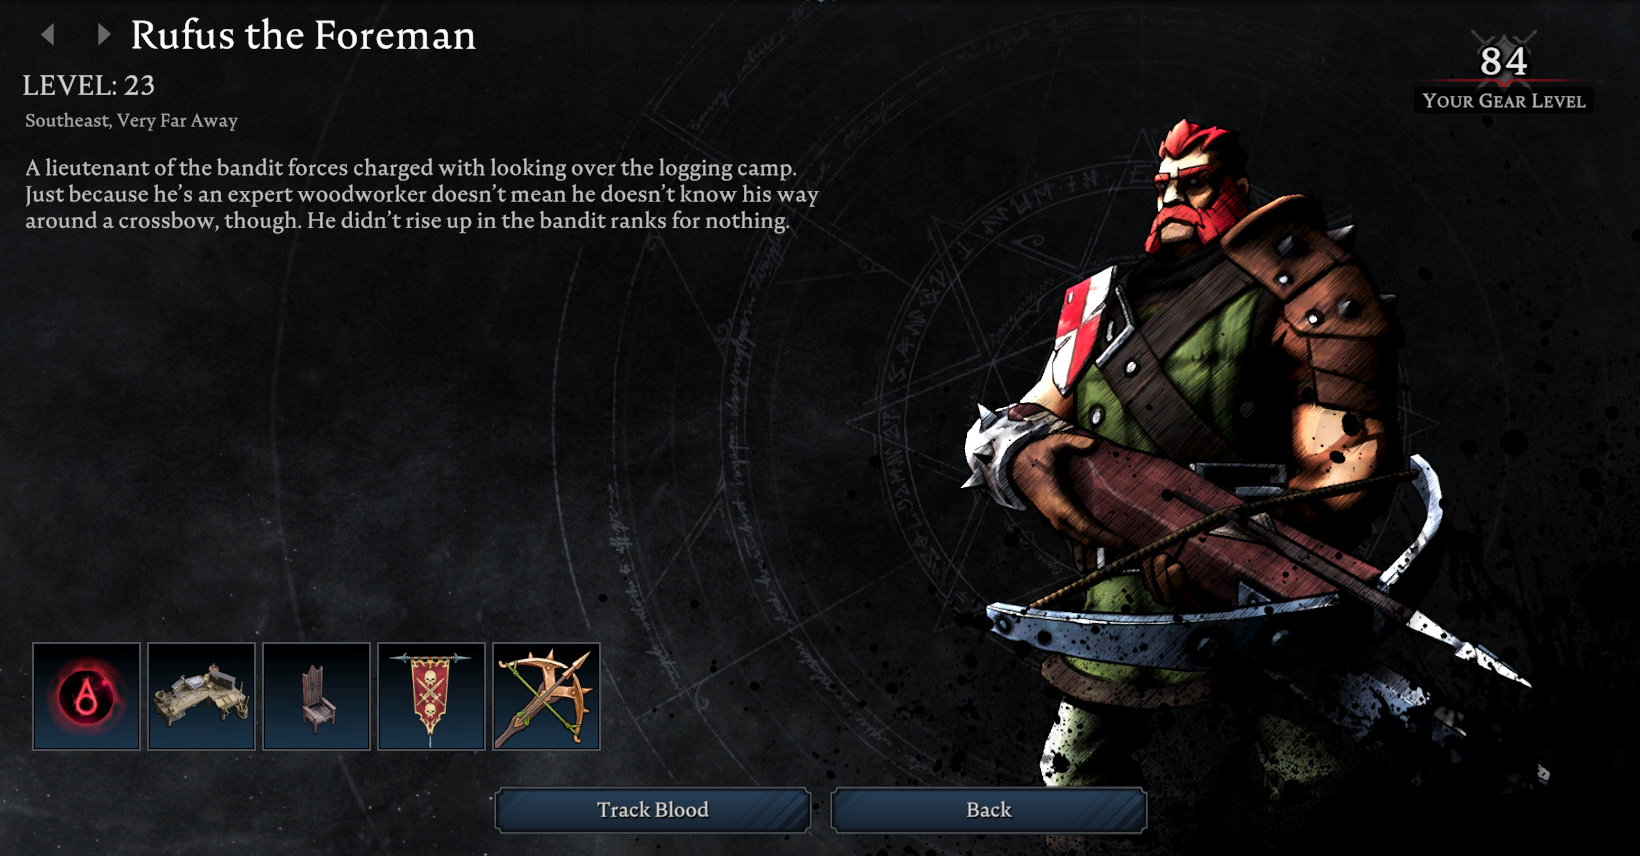 Rufus the Foreman
LEVEL: 23
Southeast, Very Far Away
84
YOUR GEAR LEVEL
A lieutenant of the bandit forces charged with looking over the logging camp.
Just because he's an expert woodworker doesn't mean he doesn't know his way
around a crossbow, though. He didn't rise up in the bandit ranks for nothing.
Track Blood
Back